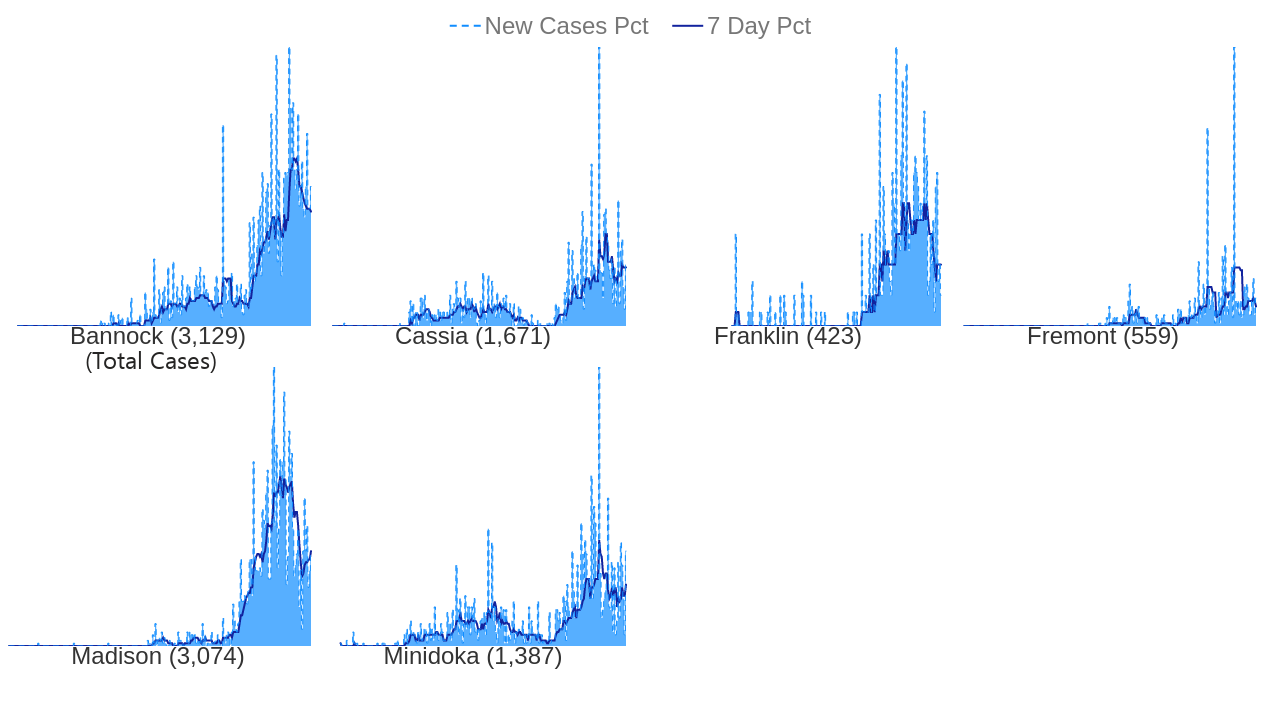 New Cases Pct 7 Day Pct
Bannock (3,129) Cassia (1,671) Franklin (423) Fremont (559)
(Total Cases)
Madison (3,074) Minidoka (1,387)